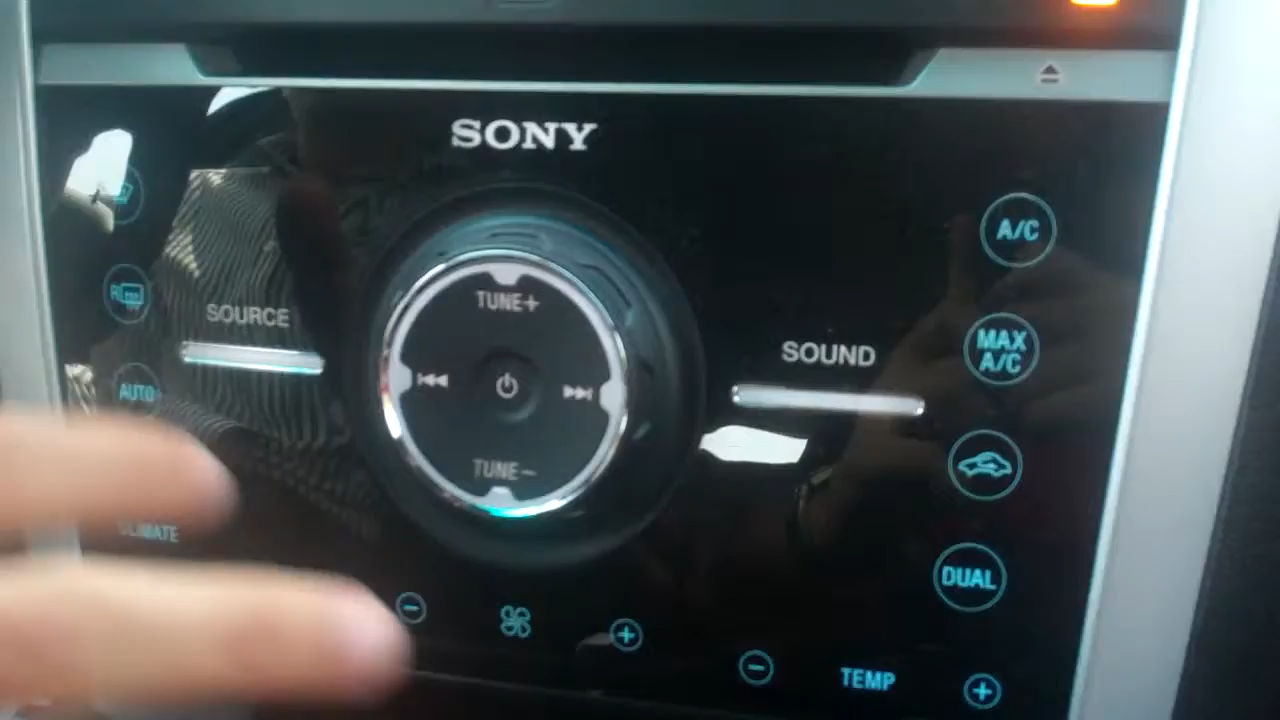 SONY
A/C
TUNE+
R
SOURCE
SOUND
MAX
A/C
AUTO
TUNE-
CLIMATE
DUAL
TEMP